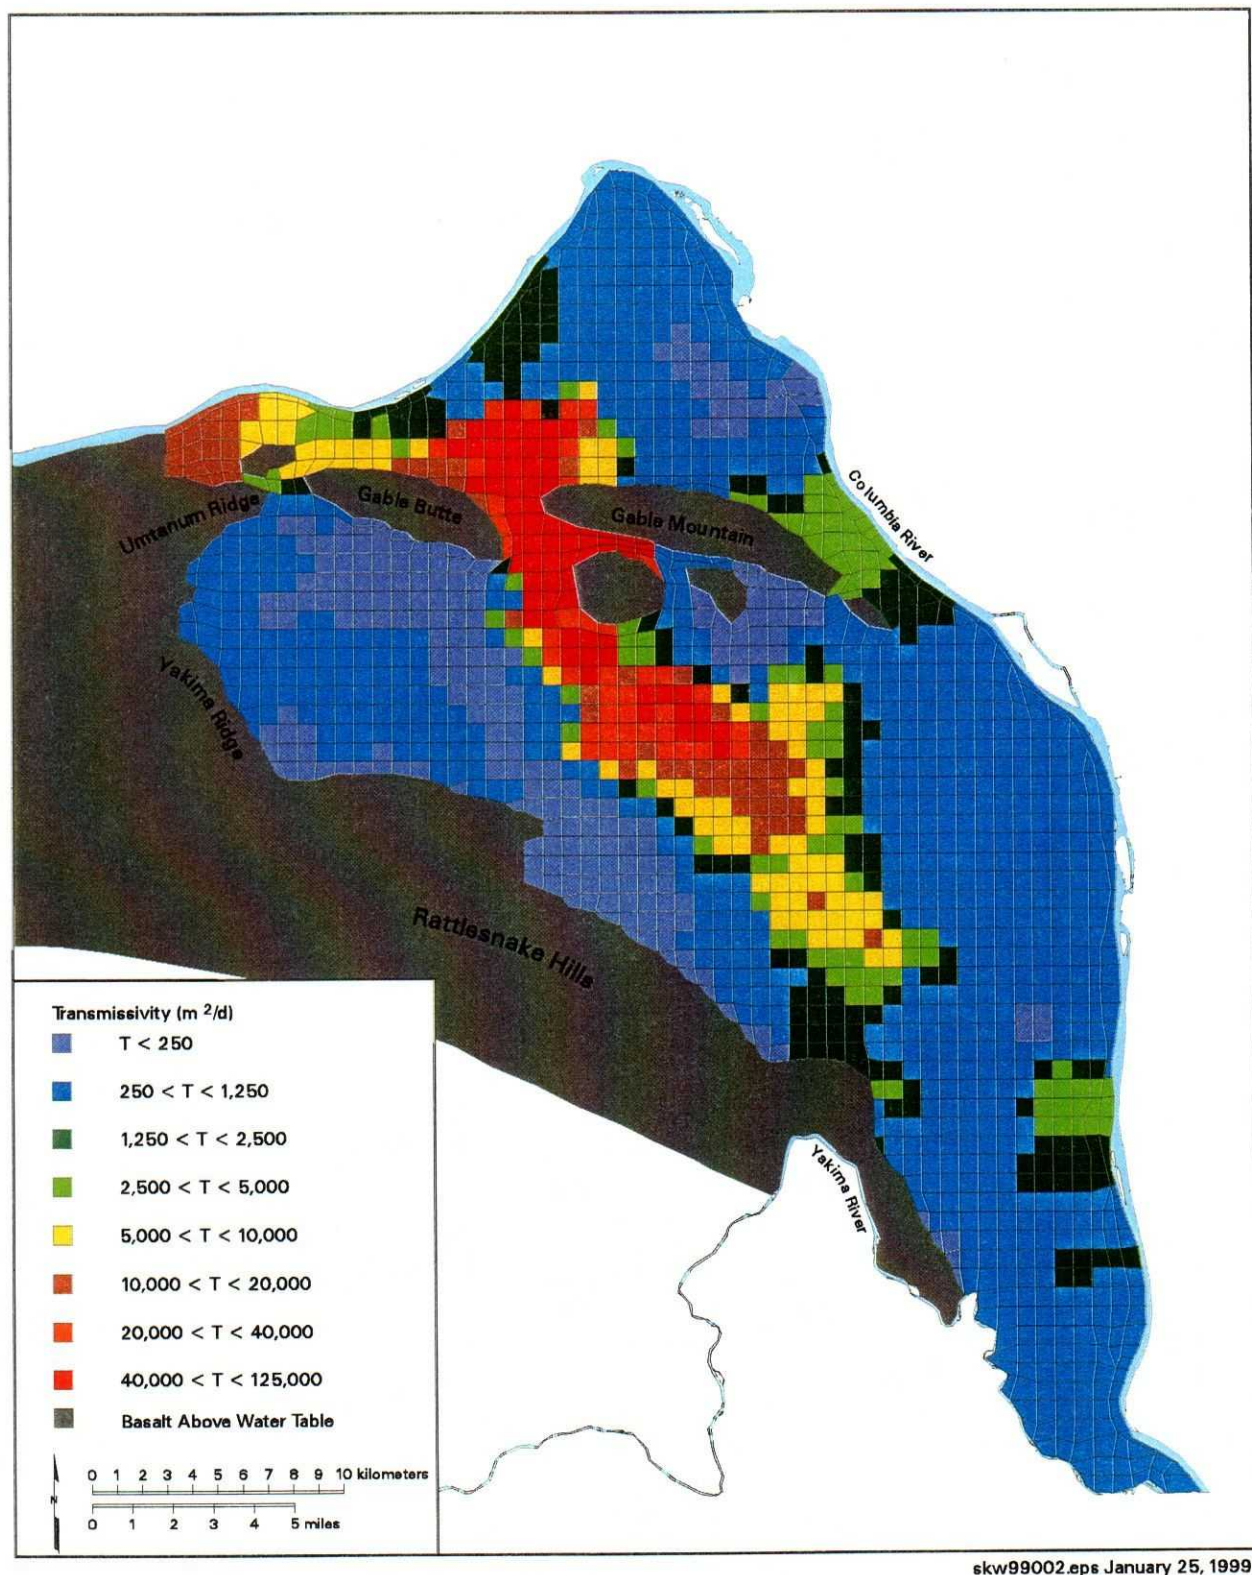 Columbia River
Gable Butte
Gable Mountain
Umtanum Ridge
Yakima Ridge
Rattlesnake Hills
Yakima River
Transmissivity (m 2/d)
T < 250
250 < T < 1,250
1,250 < T < 2,500
2,500 < T < 5,000
5,000 < T < 10,000
10,000 < T < 20,000
20,000 < T < 40,000
40,000 < T < 125,000
Basalt Above Water Table
0 1 2 3 4 5 6 7 8 9 10 kilometers
N
0 1 2 3 4 5 miles
skw99002.eps January 25, 1999